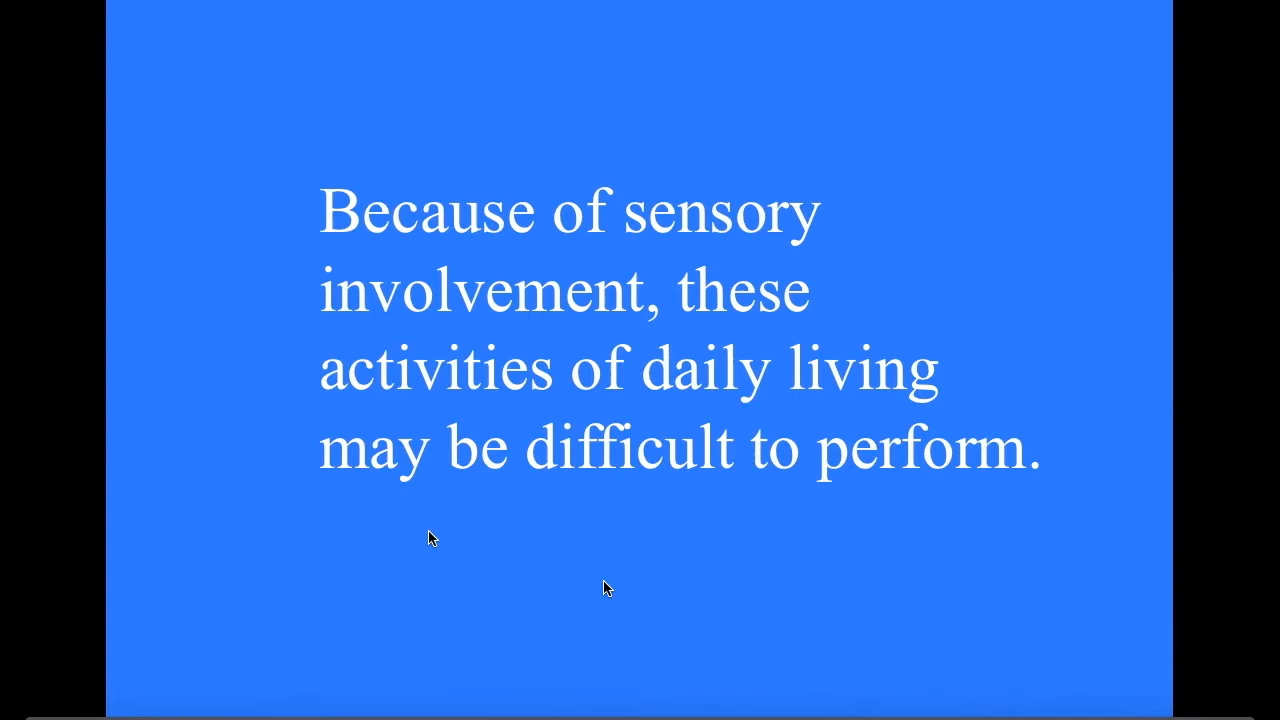 Because of sensory
involvement, these
activities of daily living
may be difficult to perform.